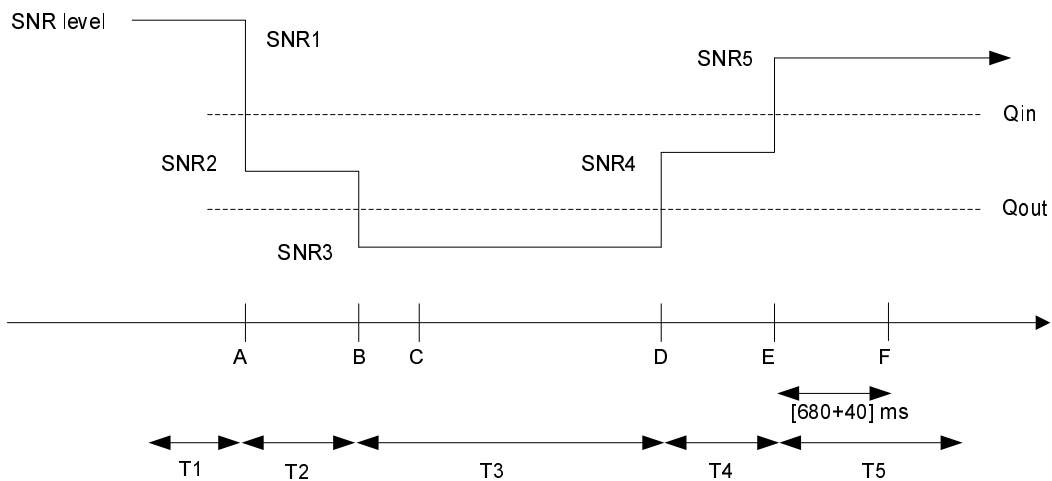 SNR level
SNR1
SNR5
Qin
SNR2
SNR4
Qout
SNR3
A
B
C
D
E
F
[680+40] ms
T1
T2
T3
T4
T5